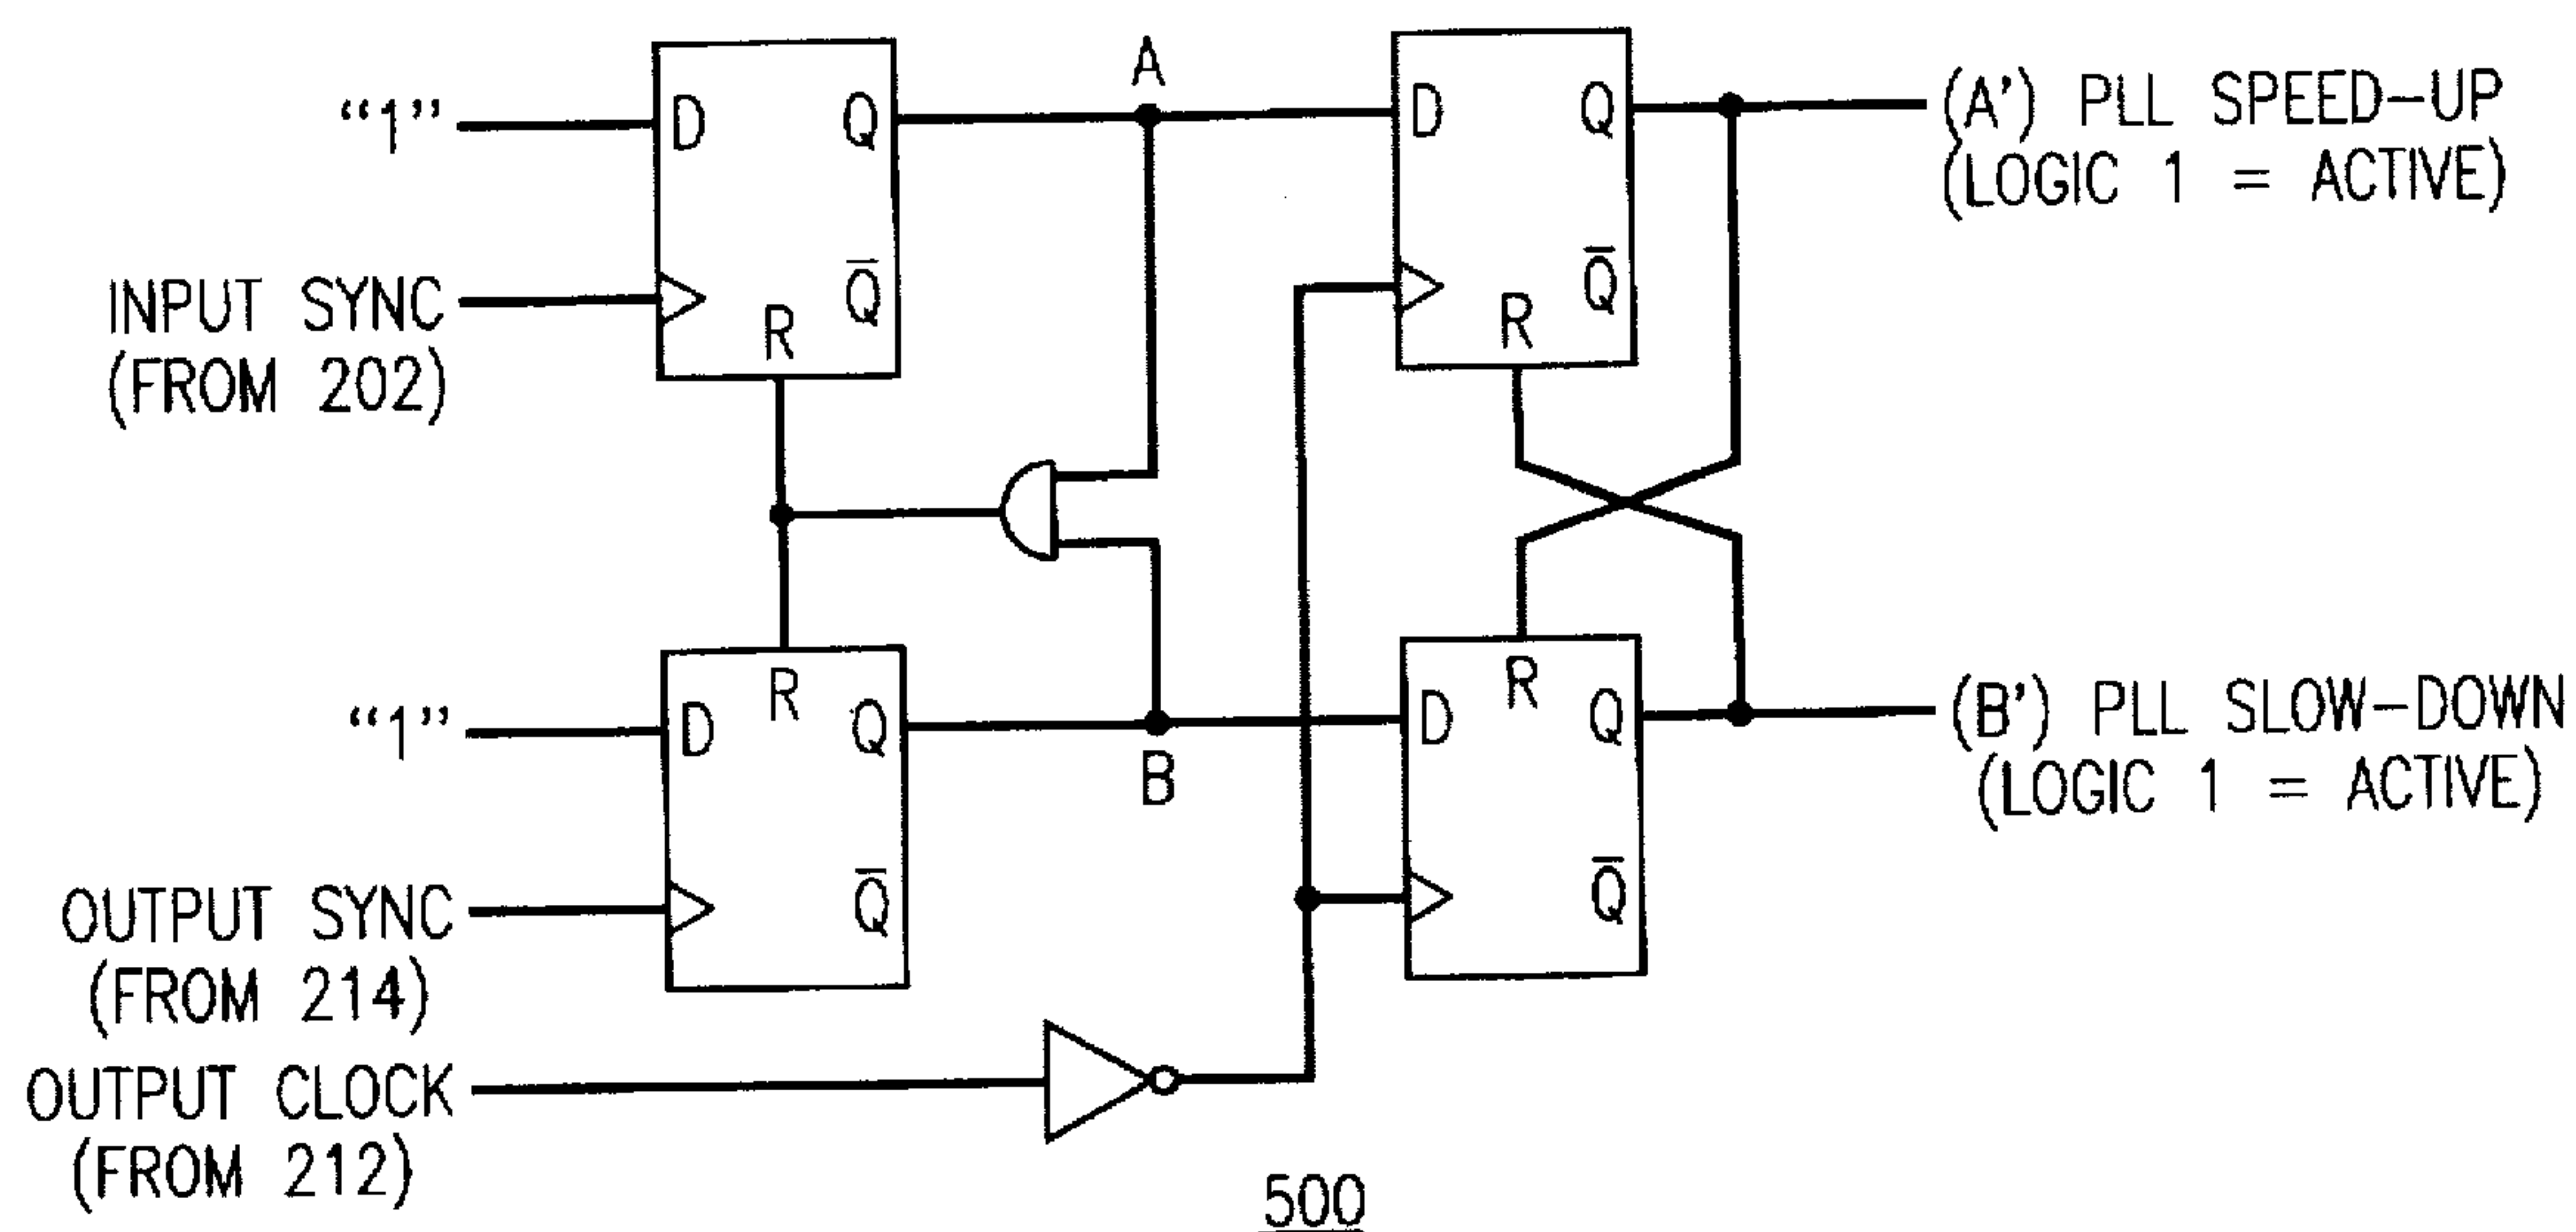 A
"1"
D
Q
D
Q
(A') PLL SPEED-UP
(LOGIC 1 = ACTIVE)
INPUT SYNC
(FROM 202)
R
Q̅
R
Q̅
"1"
D
R
Q
B
D
R
Q
(B') PLL SLOW-DOWN
(LOGIC 1 = ACTIVE)
OUTPUT SYNC
(FROM 214)
Q̅
Q̅
OUTPUT CLOCK
(FROM 212)
500